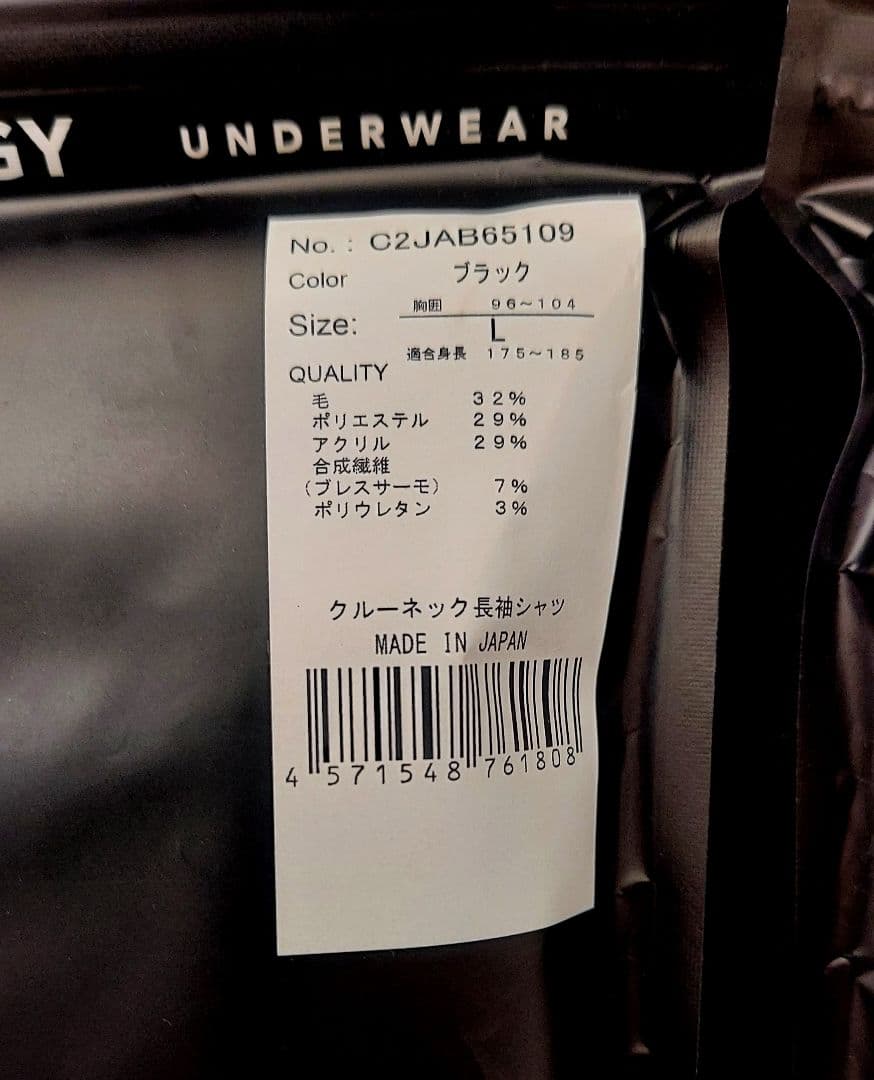 GY UNDERWEAR
No.: C2JAB65109
Color ブラック
胸囲 96～104
Size: L
適合身長 175～185
QUALITY
毛 32%
ポリエステル 29%
アクリル 29%
合成繊維
（ブレスサーモ） 7%
ポリウレタン 3%
クルーネック長袖シャツ
MADE IN JAPAN
4 571548 761808